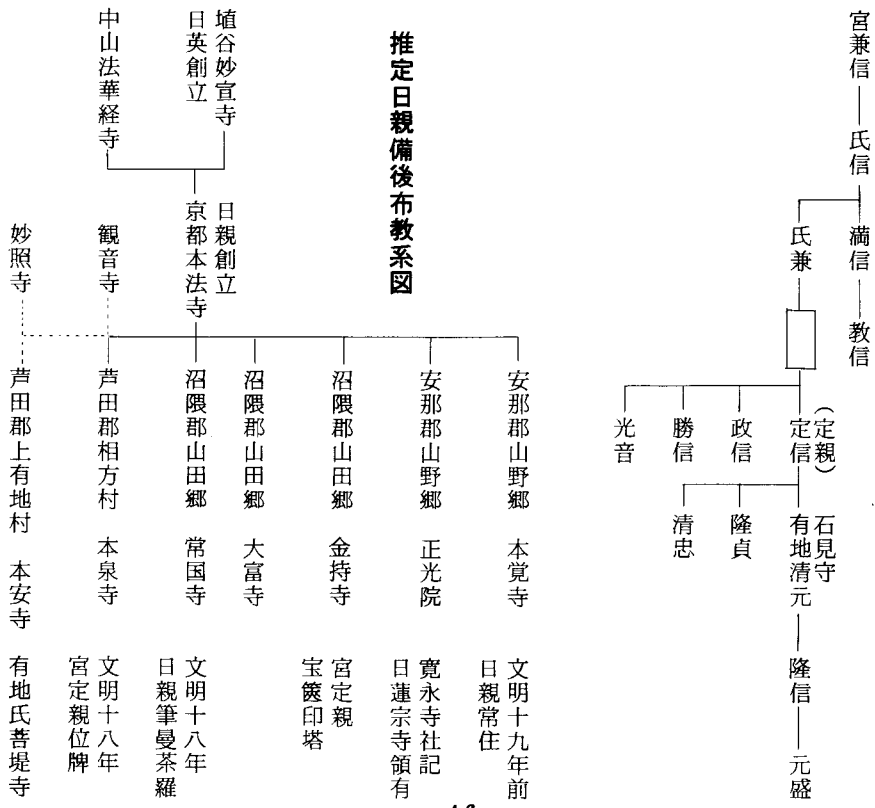 宮兼信
氏信
満信
教信
氏兼
(定親)
定信
政信
勝信
光音
石見守
有地清元
隆貞
清忠
隆信
元盛
推定日親備後布教系図
埴谷妙宣寺
日英創立
中山法華経寺
日親創立
京都本法寺
観音寺
妙照寺
安那郡山野郷 本覚寺
文明十九年前
日親常住
安那郡山野郷 正光院
寛永寺社記
日蓮宗寺領有
沼隈郡山田郷 金持寺
宮定親
宝篋印塔
沼隈郡山田郷 大富寺
沼隈郡山田郷 常国寺
文明十八年
日親筆曼茶羅
芦田郡相方村 本泉寺
文明十八年
宮定親位牌
芦田郡上有地村 本安寺
有地氏菩堤寺